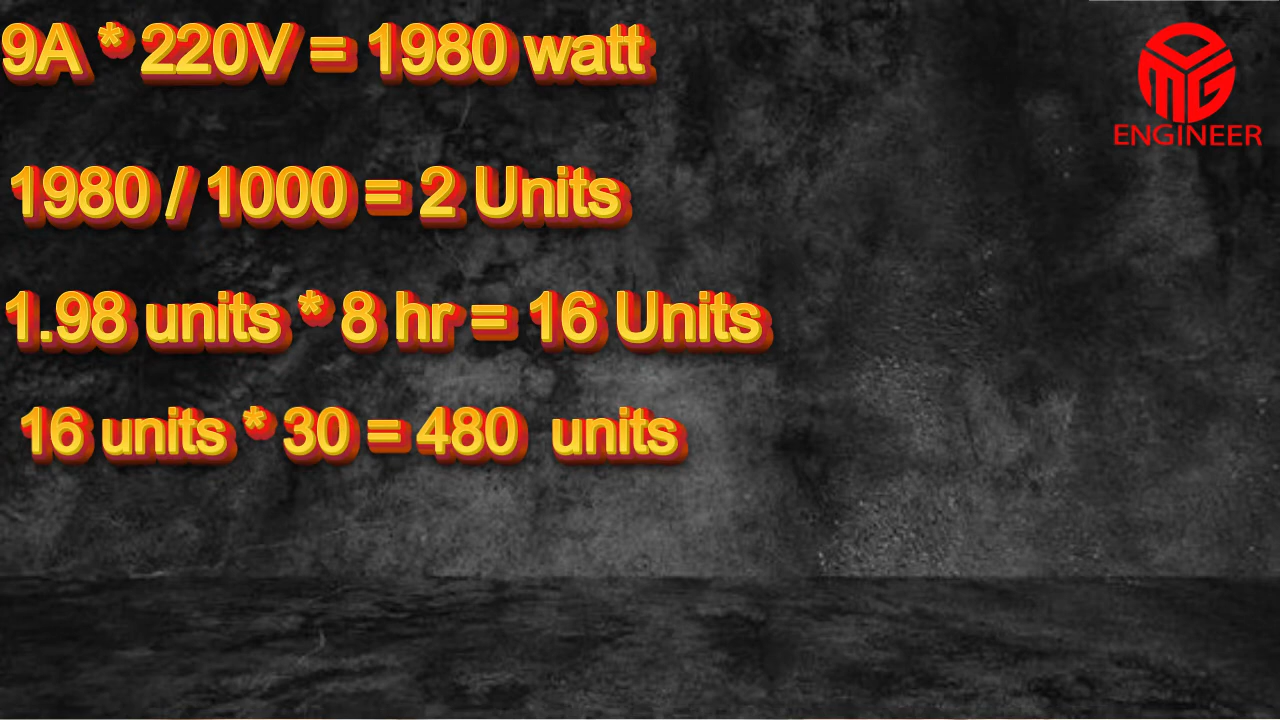 9A * 220V = 1980 watt
MG
ENGINEER
1980 / 1000 = 2 Units
1.98 units * 8 hr = 16 Units
16 units * 30 = 480 units